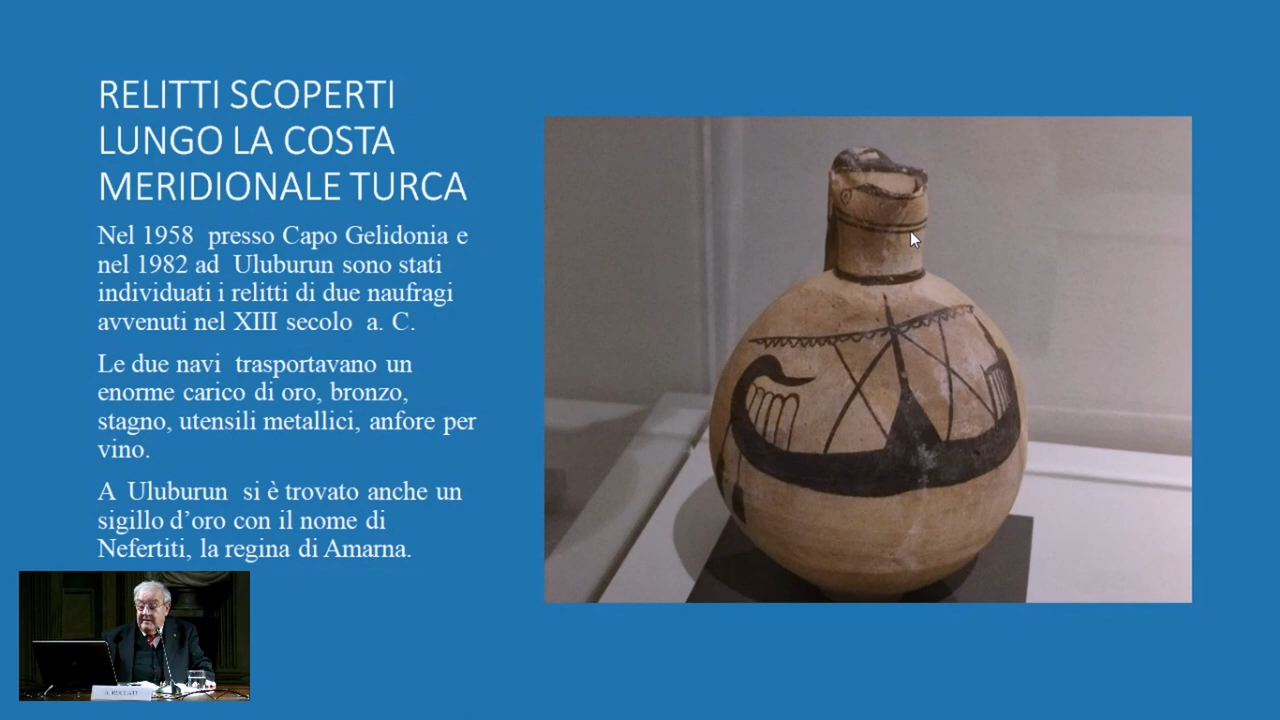 RELITTI SCOPERTI
LUNGO LA COSTA
MERIDIONALE TURCA
Nel 1958 presso Capo Gelidonia e
nel 1982 ad Uluburun sono stati
individuati i relitti di due naufragi
avvenuti nel XIII secolo a. C.
Le due navi trasportavano un
enorme carico di oro, bronzo,
stagno, utensili metallici, anfore per
vino.
A Uluburun si è trovato anche un
sigillo d’oro con il nome di
Nefertiti, la regina di Amarna.
A. ROCCATI